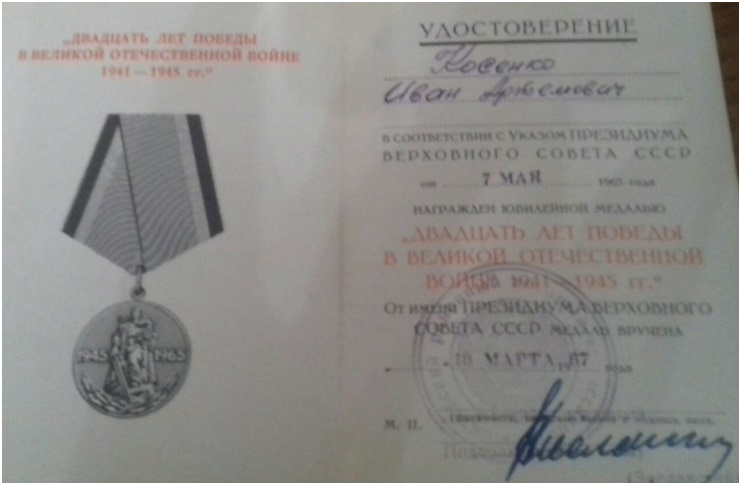 „ДВАДЦАТЬ ЛЕТ ПОБЕДЫ
В ВЕЛИКОЙ ОТЕЧЕСТВЕННОЙ ВОЙНЕ
1941—1945 гг.“
1945 1965
УДОСТОВЕРЕНИЕ
Косенко
Иван Артемович
В СООТВЕТСТВИИ С УКАЗОМ ПРЕЗИДИУМА
ВЕРХОВНОГО СОВЕТА СССР
от 7 МАЯ 1965 года
НАГРАЖДЕН ЮБИЛЕЙНОЙ МЕДАЛЬЮ
„ДВАДЦАТЬ ЛЕТ ПОБЕДЫ
В ВЕЛИКОЙ ОТЕЧЕСТВЕННОЙ
ВОЙНЕ 1941—1945 гг.“
От имени ПРЕЗИДИУМА ВЕРХОВНОГО
СОВЕТА СССР МЕДАЛЬ ВРУЧЕНА
МАРТА 67 года
М. П.